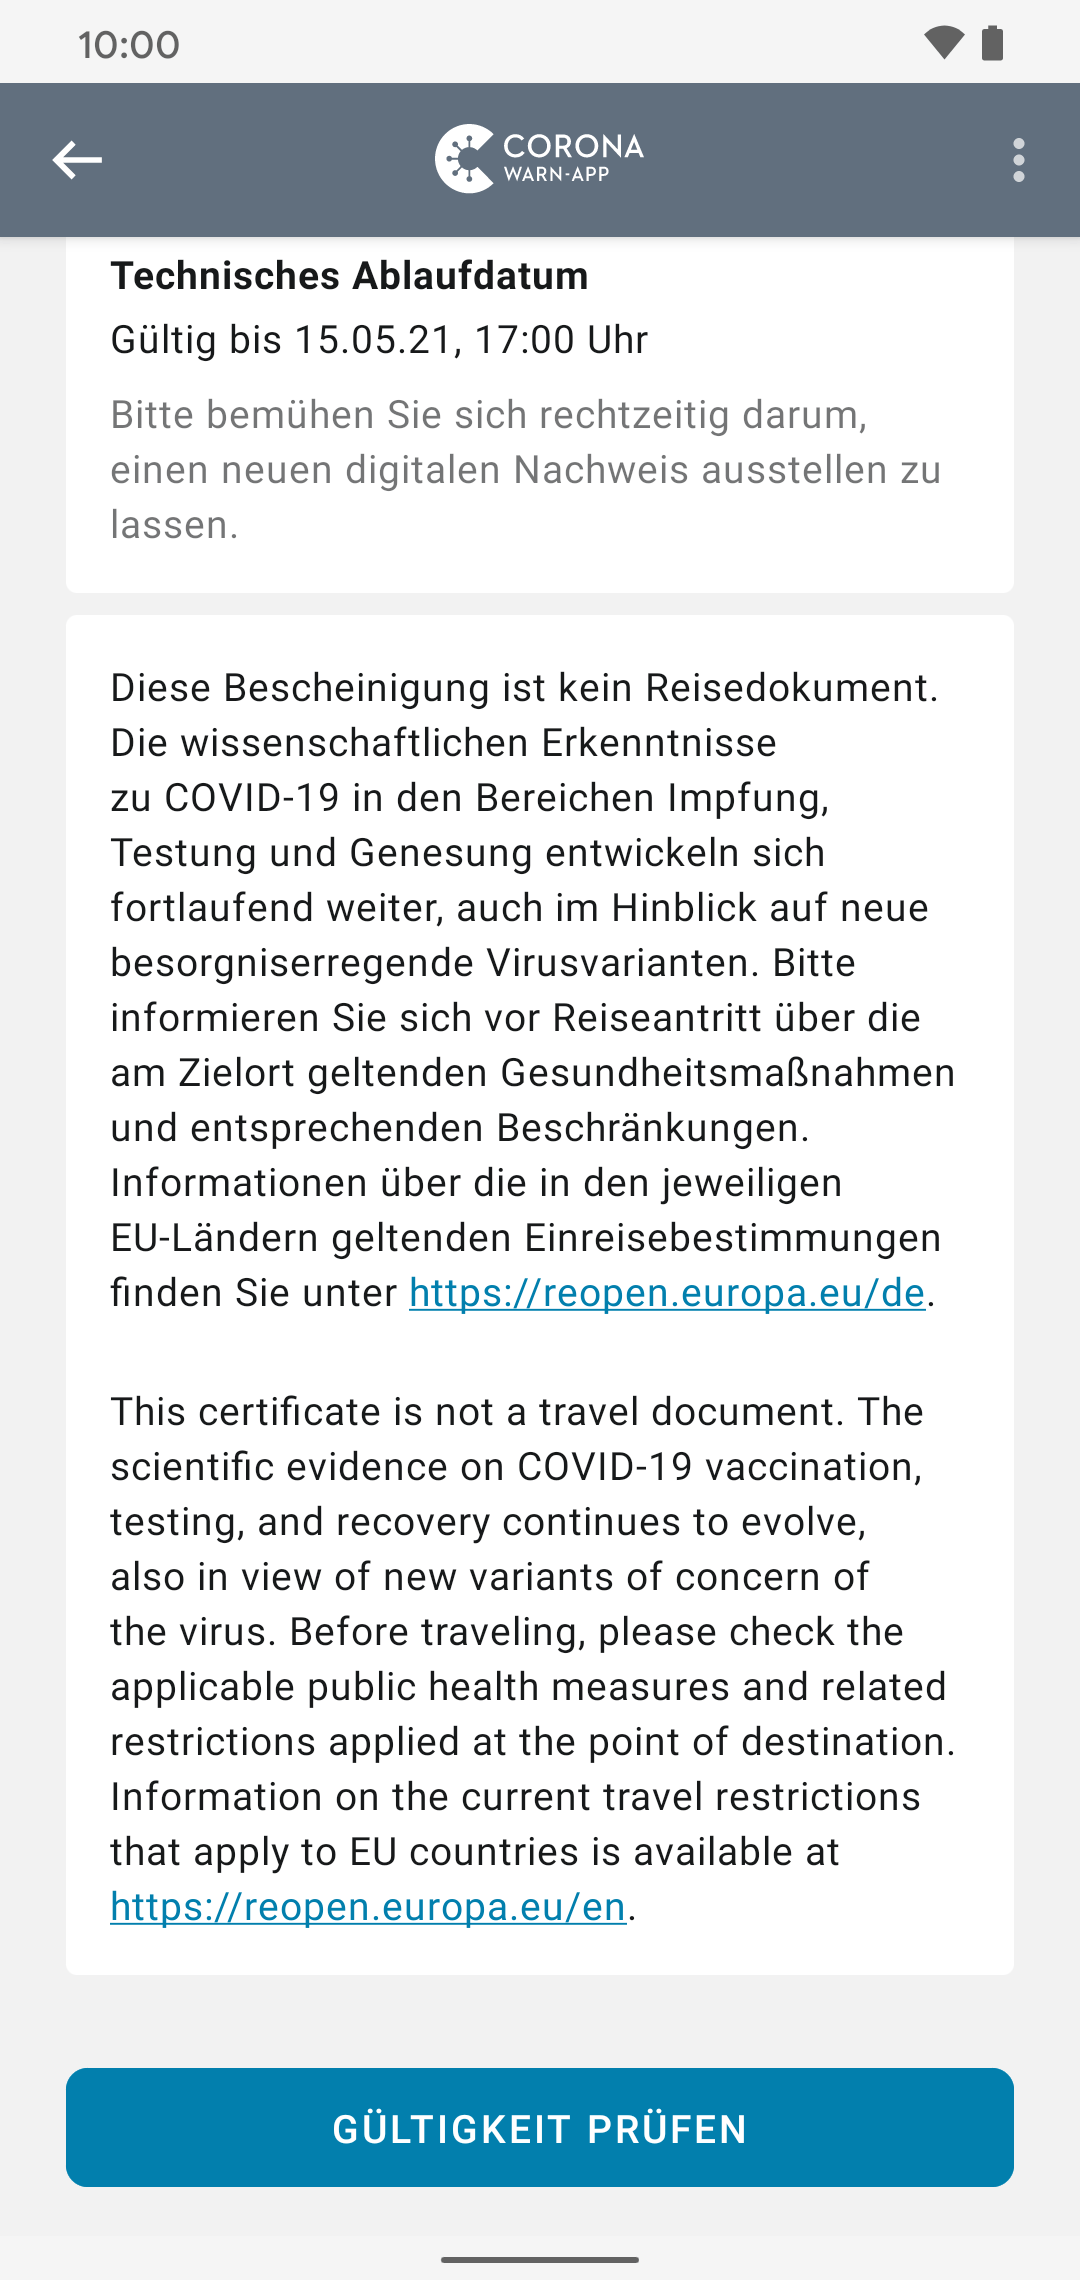 10:00
CORONA
WARN-APP
Technisches Ablaufdatum
Gültig bis 15.05.21, 17:00 Uhr
Bitte bemühen Sie sich rechtzeitig darum,
einen neuen digitalen Nachweis ausstellen zu
lassen.
Diese Bescheinigung ist kein Reisedokument.
Die wissenschaftlichen Erkenntnisse
zu COVID-19 in den Bereichen Impfung,
Testung und Genesung entwickeln sich
fortlaufend weiter, auch im Hinblick auf neue
besorgniserregende Virusvarianten. Bitte
informieren Sie sich vor Reiseantritt über die
am Zielort geltenden Gesundheitsmaßnahmen
und entsprechenden Beschränkungen.
Informationen über die in den jeweiligen
EU-Ländern geltenden Einreisebestimmungen
finden Sie unter https://reopen.europa.eu/de.
This certificate is not a travel document. The
scientific evidence on COVID-19 vaccination,
testing, and recovery continues to evolve,
also in view of new variants of concern of
the virus. Before traveling, please check the
applicable public health measures and related
restrictions applied at the point of destination.
Information on the current travel restrictions
that apply to EU countries is available at
https://reopen.europa.eu/en.
GÜLTIGKEIT PRÜFEN